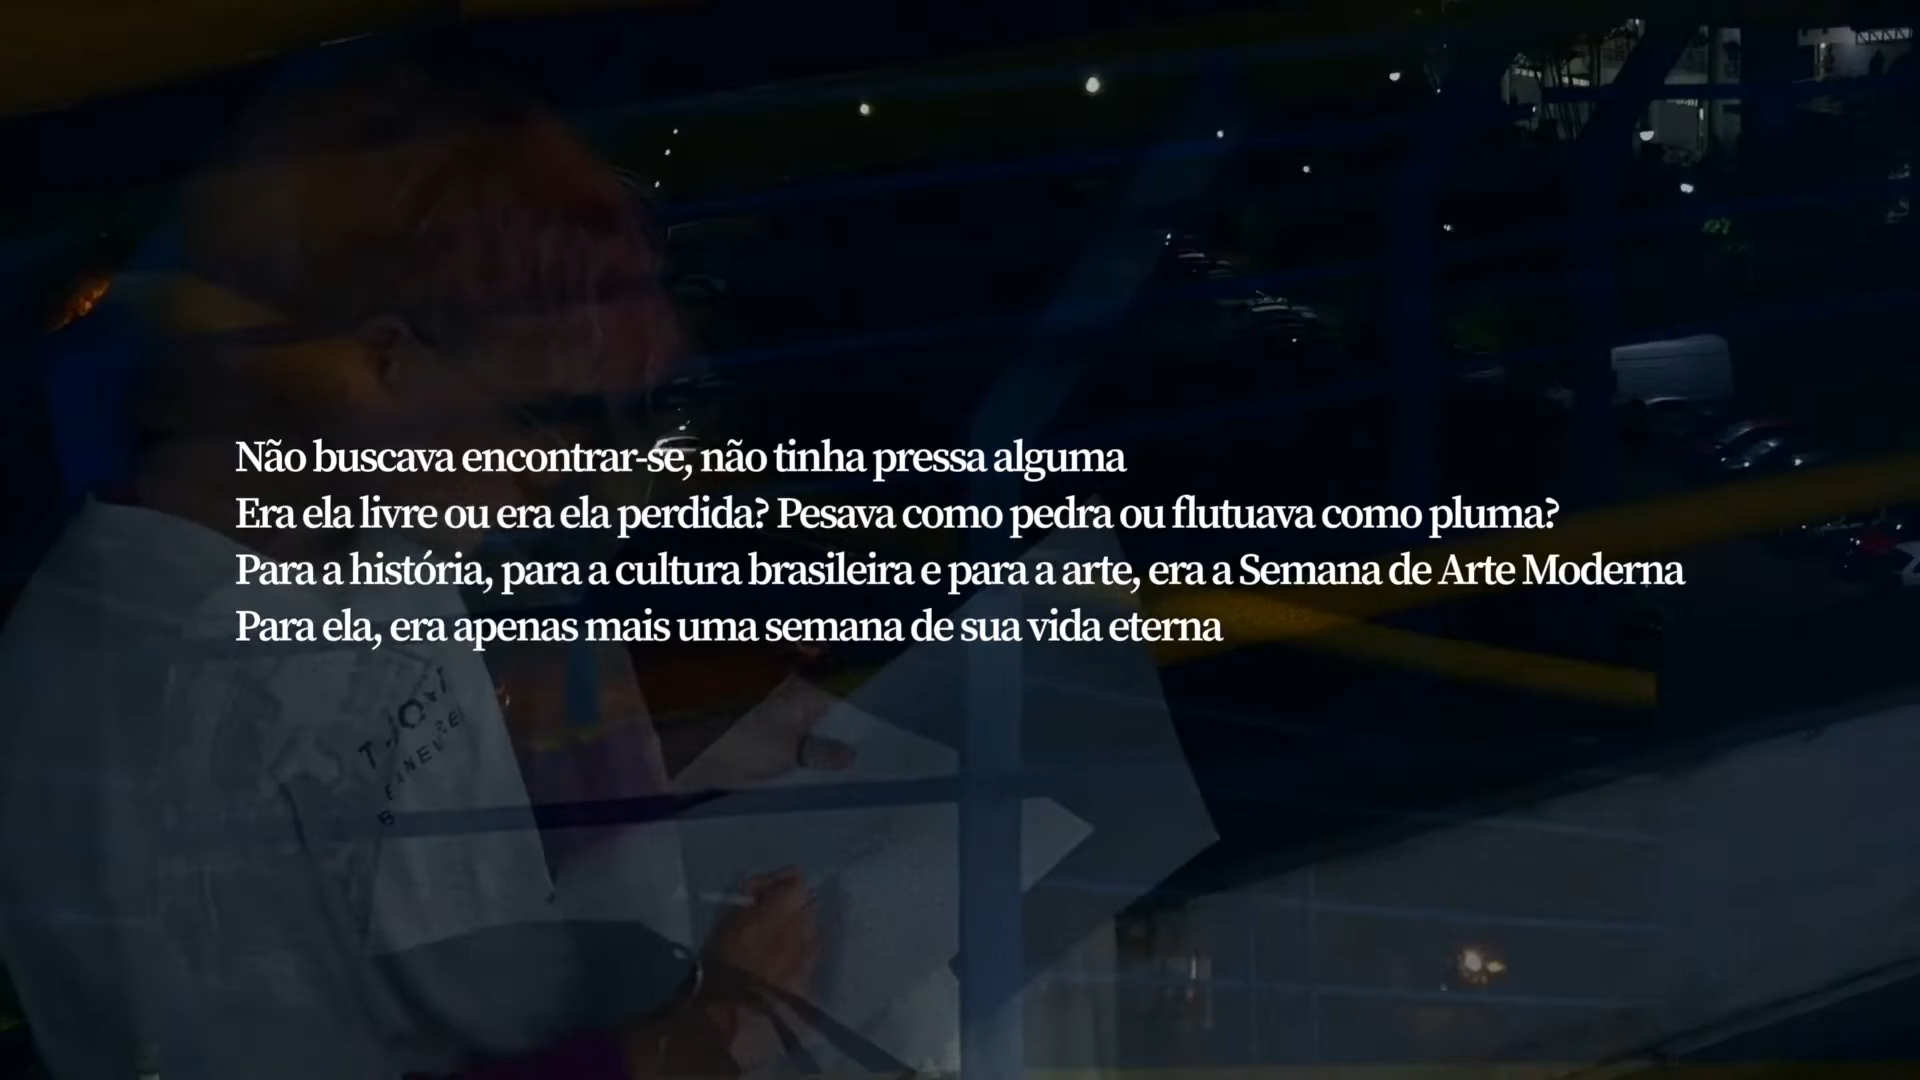 Não buscava encontrar-se, não tinha pressa alguma
Era ela livre ou era ela perdida? Pesava como pedra ou flutuava como pluma?
Para a história, para a cultura brasileira e para a arte, era a Semana de Arte Moderna
Para ela, era apenas mais uma semana de sua vida eterna